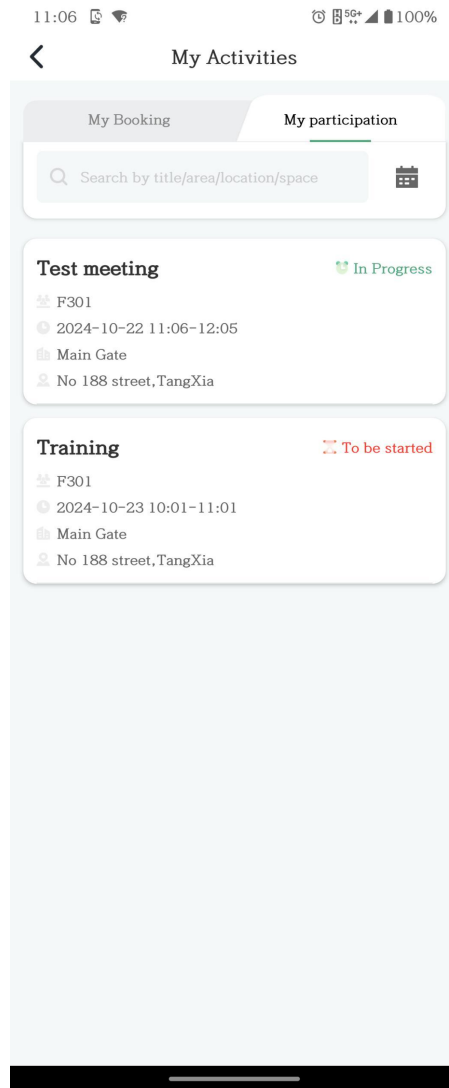 11:06 5G+ 100%
My Activities
My Booking My participation
Search by title/area/location/space
Test meeting In Progress
F301
2024-10-22 11:06-12:05
Main Gate
No 188 street,TangXia
Training To be started
F301
2024-10-23 10:01-11:01
Main Gate
No 188 street,TangXia